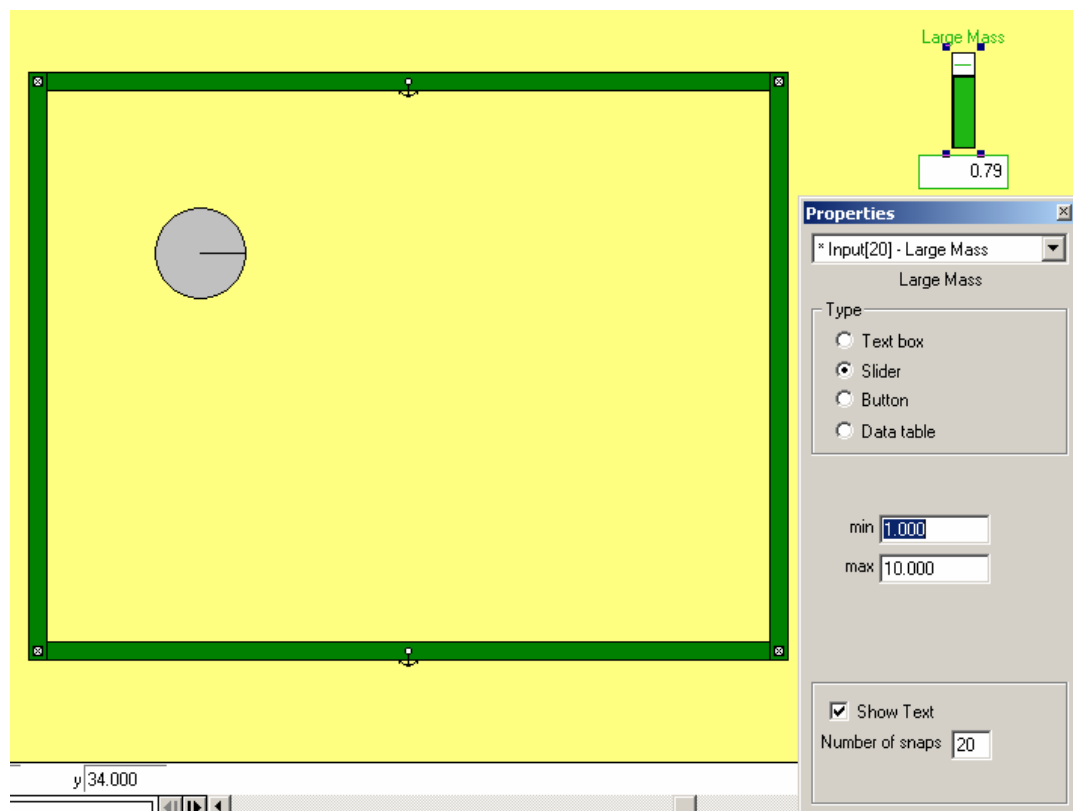 Large Mass
0.79
Properties
* Input[20] - Large Mass
Large Mass
Type
Text box
Slider
Button
Data table
min 1.000
max 10.000
Show Text
Number of snaps 20
y 34.000